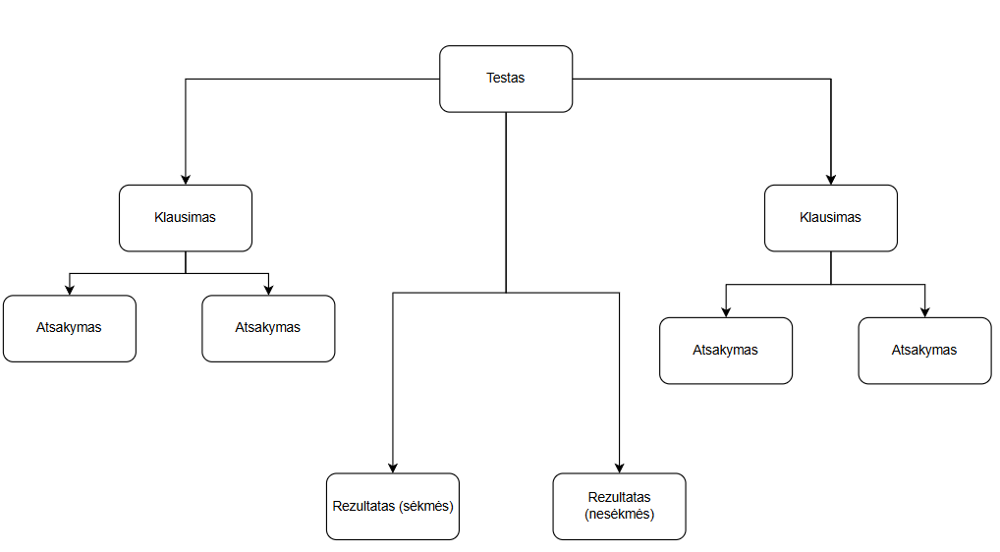 Testas
Klausimas
Klausimas
Atsakymas
Atsakymas
Atsakymas
Atsakymas
Rezultatas (sėkmės)
Rezultatas
(nesėkmės)